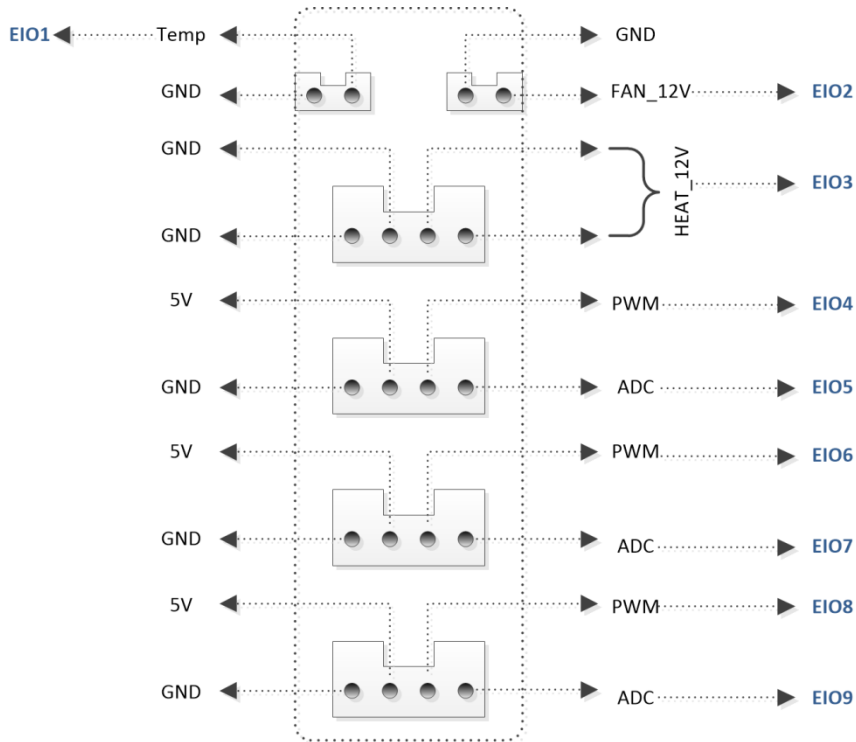 EIO1 Temp GND
GND FAN_12V EIO2
GND
HEAT_12V EIO3
GND
5V PWM EIO4
GND ADC EIO5
5V PWM EIO6
GND ADC EIO7
5V PWM EIO8
GND ADC EIO9